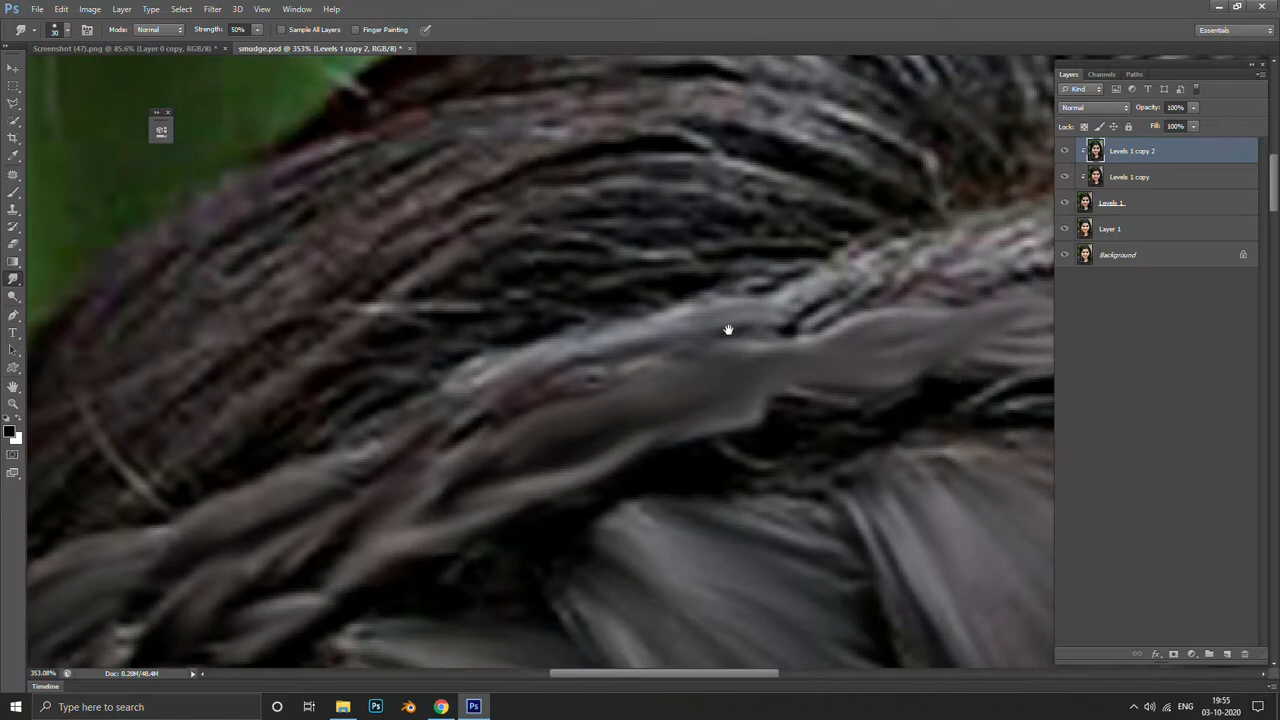 Ps File Edit Image Layer Type Select Filter 3D View Window Help
30 Mode: Normal Strength: 50% Sample All Layers Finger Painting Essentials
Screenshot (47).png @ 85.6% (Layer 0 copy, RGB/8) * × smudge.psd @ 353% (Levels 1 copy 2, RGB/8) * ×
Layers Channels Paths
Kind
Normal Opacity: 100%
Lock: Fill: 100%
Levels 1 copy 2
Levels 1 copy
Levels 1
Layer 1
Background
353.08% Doc: 8.28M/48.4M
Timeline
Type here to search Ps Ps ENG 19:55
03-10-2020